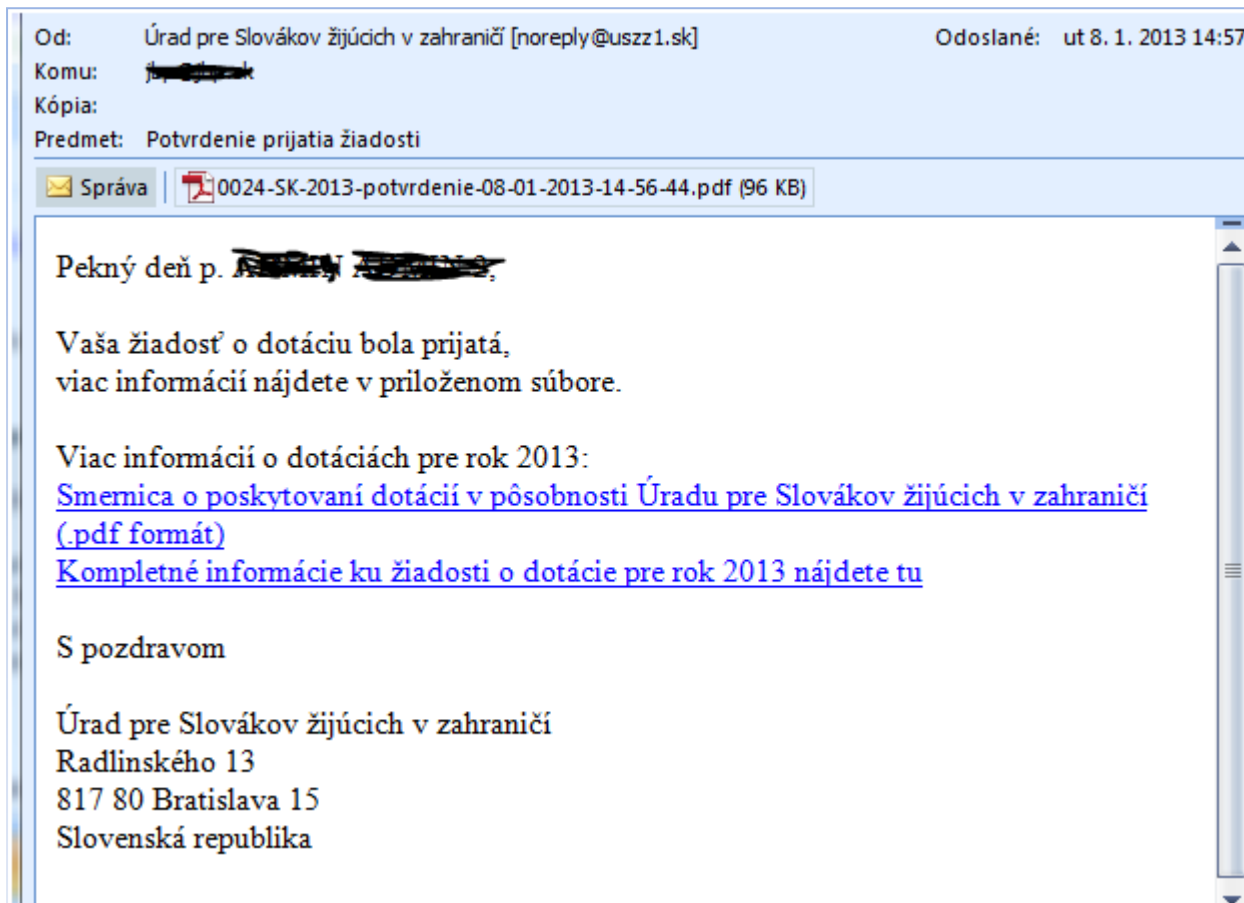 Od: Úrad pre Slovákov žijúcich v zahraničí [noreply@uszz1.sk] Odoslané: ut 8. 1. 2013 14:57
Komu:
Kópia:
Predmet: Potvrdenie prijatia žiadosti
Správa 0024-SK-2013-potvrdenie-08-01-2013-14-56-44.pdf (96 KB)
Pekný deň p.
Vaša žiadosť o dotáciu bola prijatá,
viac informácií nájdete v priloženom súbore.
Viac informácií o dotáciách pre rok 2013:
Smernica o poskytovaní dotácií v pôsobnosti Úradu pre Slovákov žijúcich v zahraničí
(.pdf formát)
Kompletné informácie ku žiadosti o dotácie pre rok 2013 nájdete tu
S pozdravom
Úrad pre Slovákov žijúcich v zahraničí
Radlinského 13
817 80 Bratislava 15
Slovenská republika